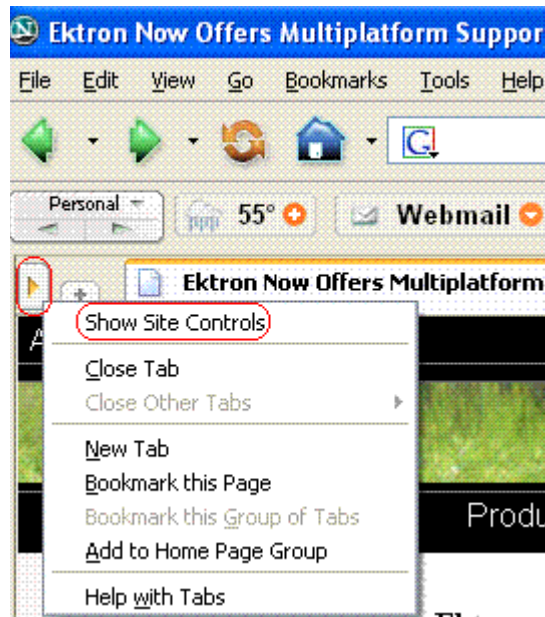 Ektron Now Offers Multiplatform Suppor
File Edit View Go Bookmarks Tools Help
G
Personal 55° Webmail
Ektron Now Offers Multiplatform
A
Show Site Controls
Close Tab
Close Other Tabs
New Tab
Bookmark this Page
Bookmark this Group of Tabs
Produ
Add to Home Page Group
Help with Tabs